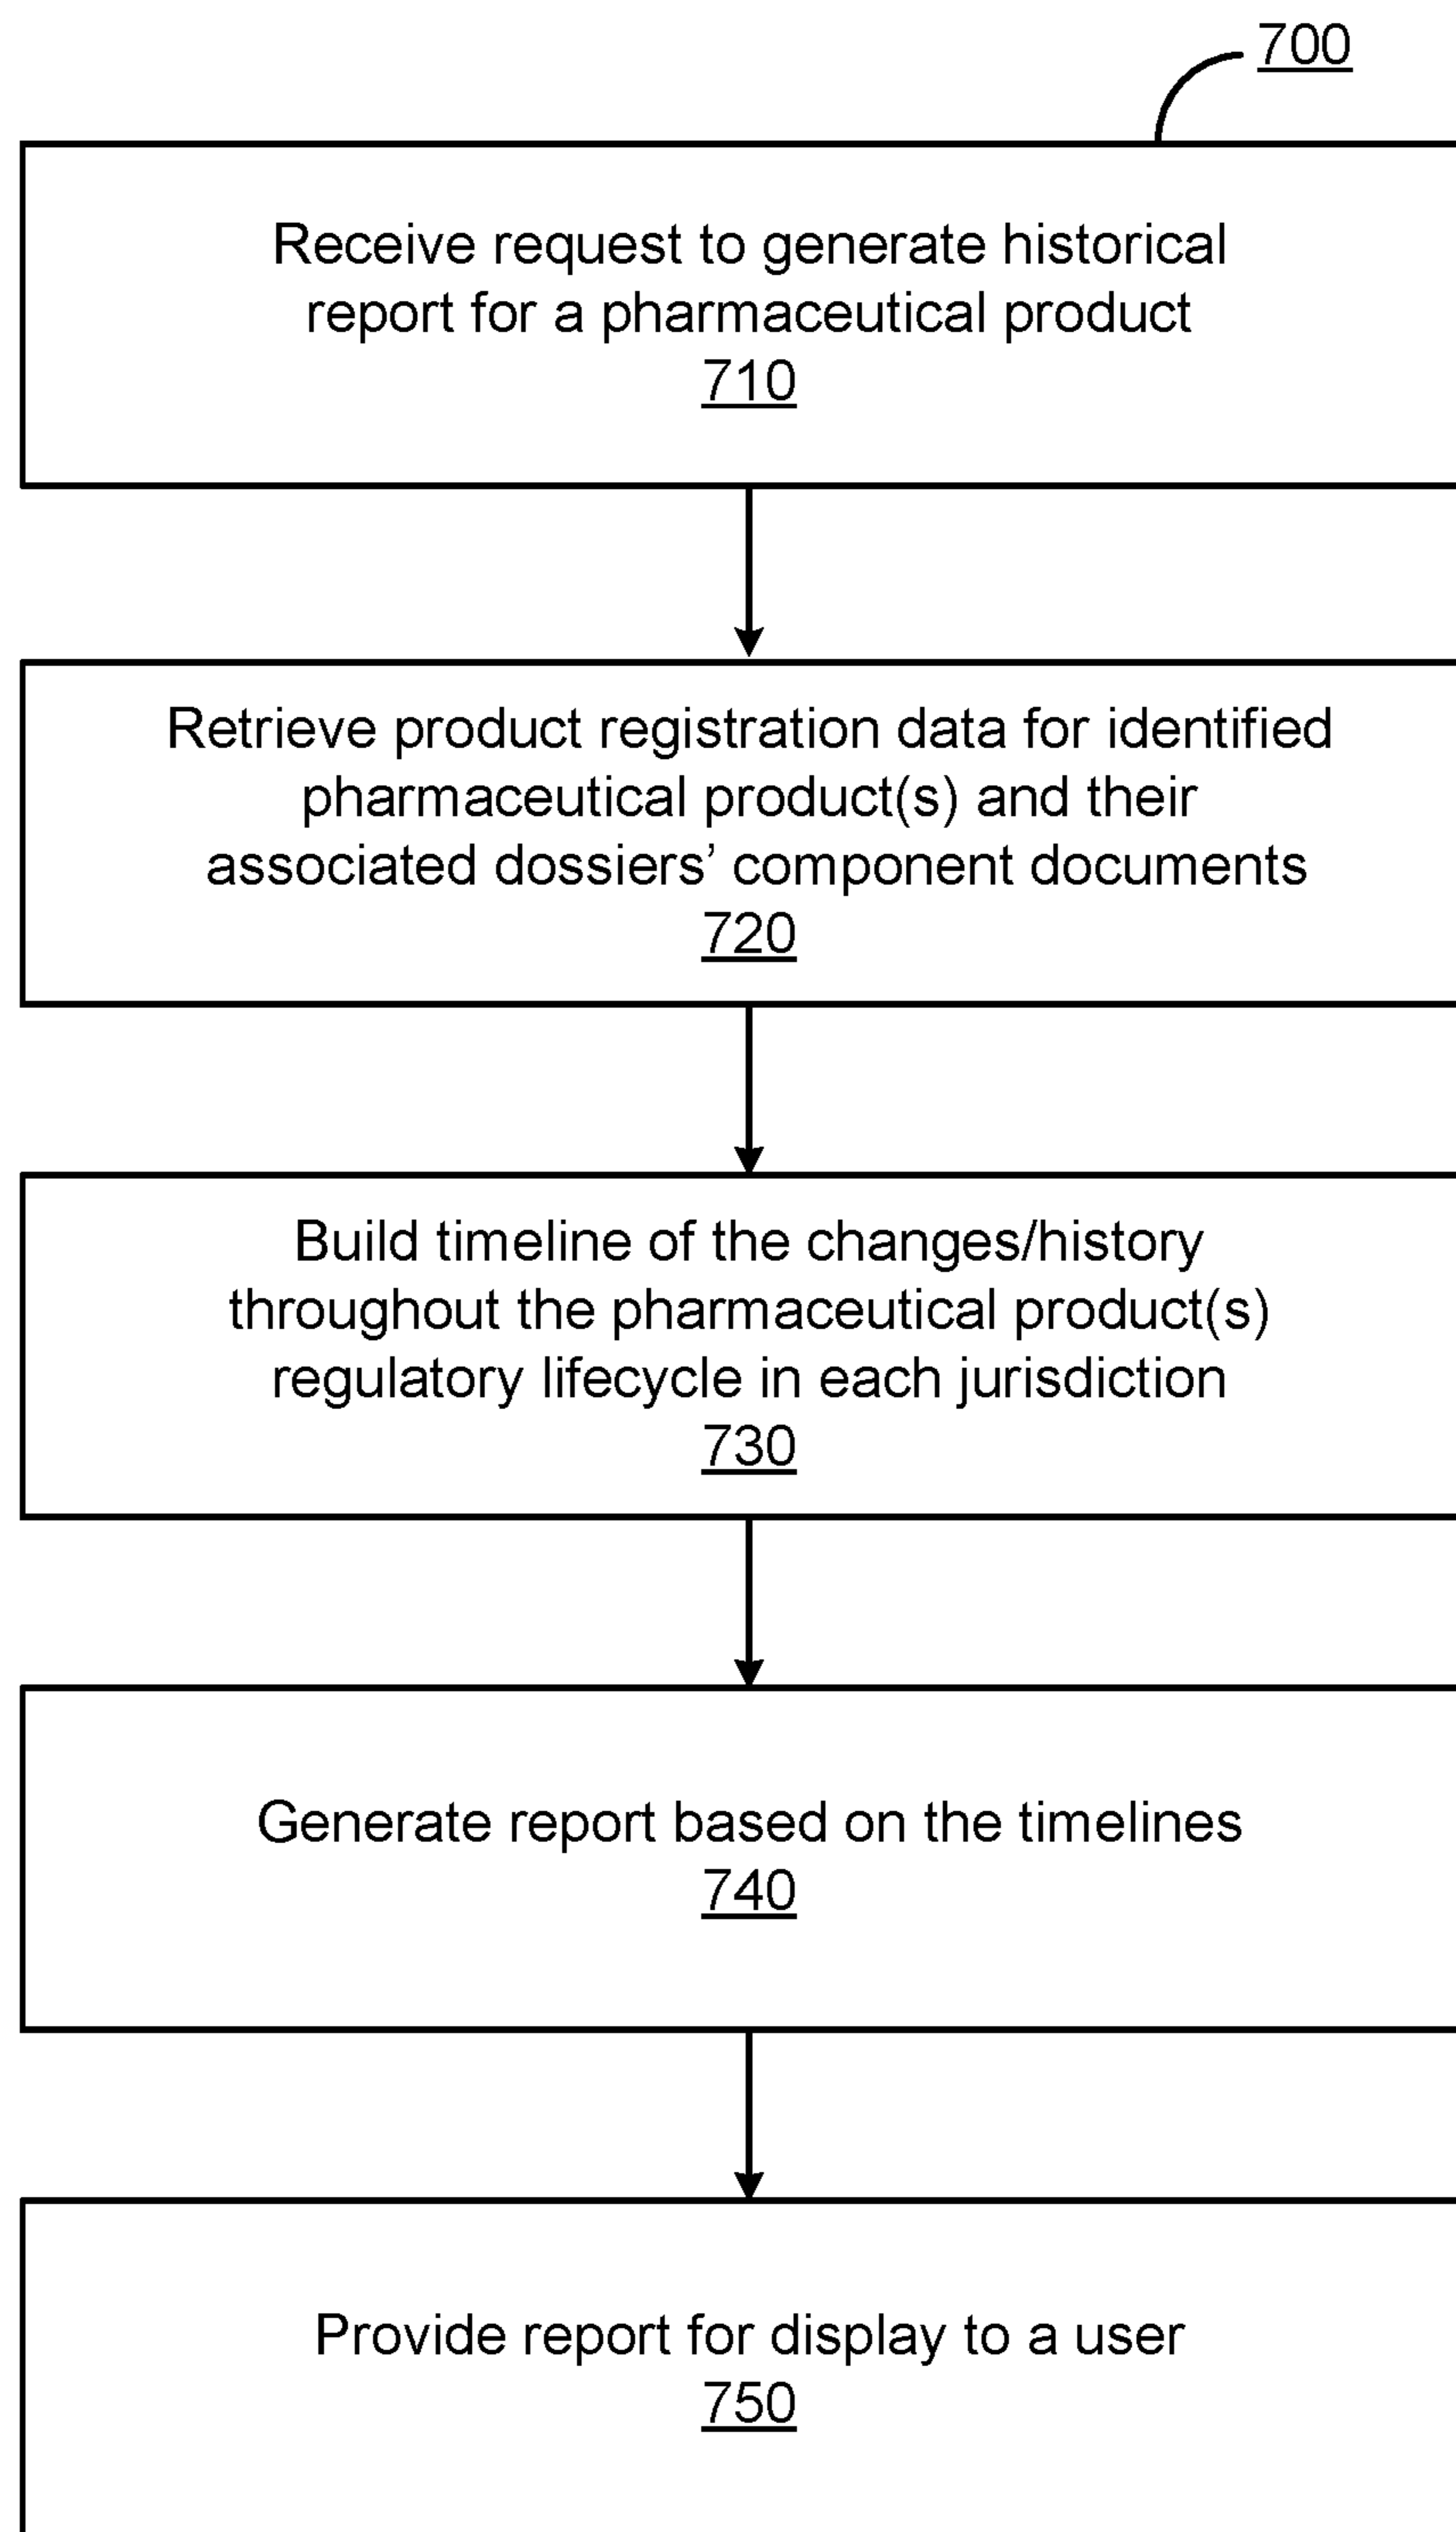 700
Receive request to generate historical
report for a pharmaceutical product
710
Retrieve product registration data for identified
pharmaceutical product(s) and their
associated dossiers’ component documents
720
Build timeline of the changes/history
throughout the pharmaceutical product(s)
regulatory lifecycle in each jurisdiction
730
Generate report based on the timelines
740
Provide report for display to a user
750